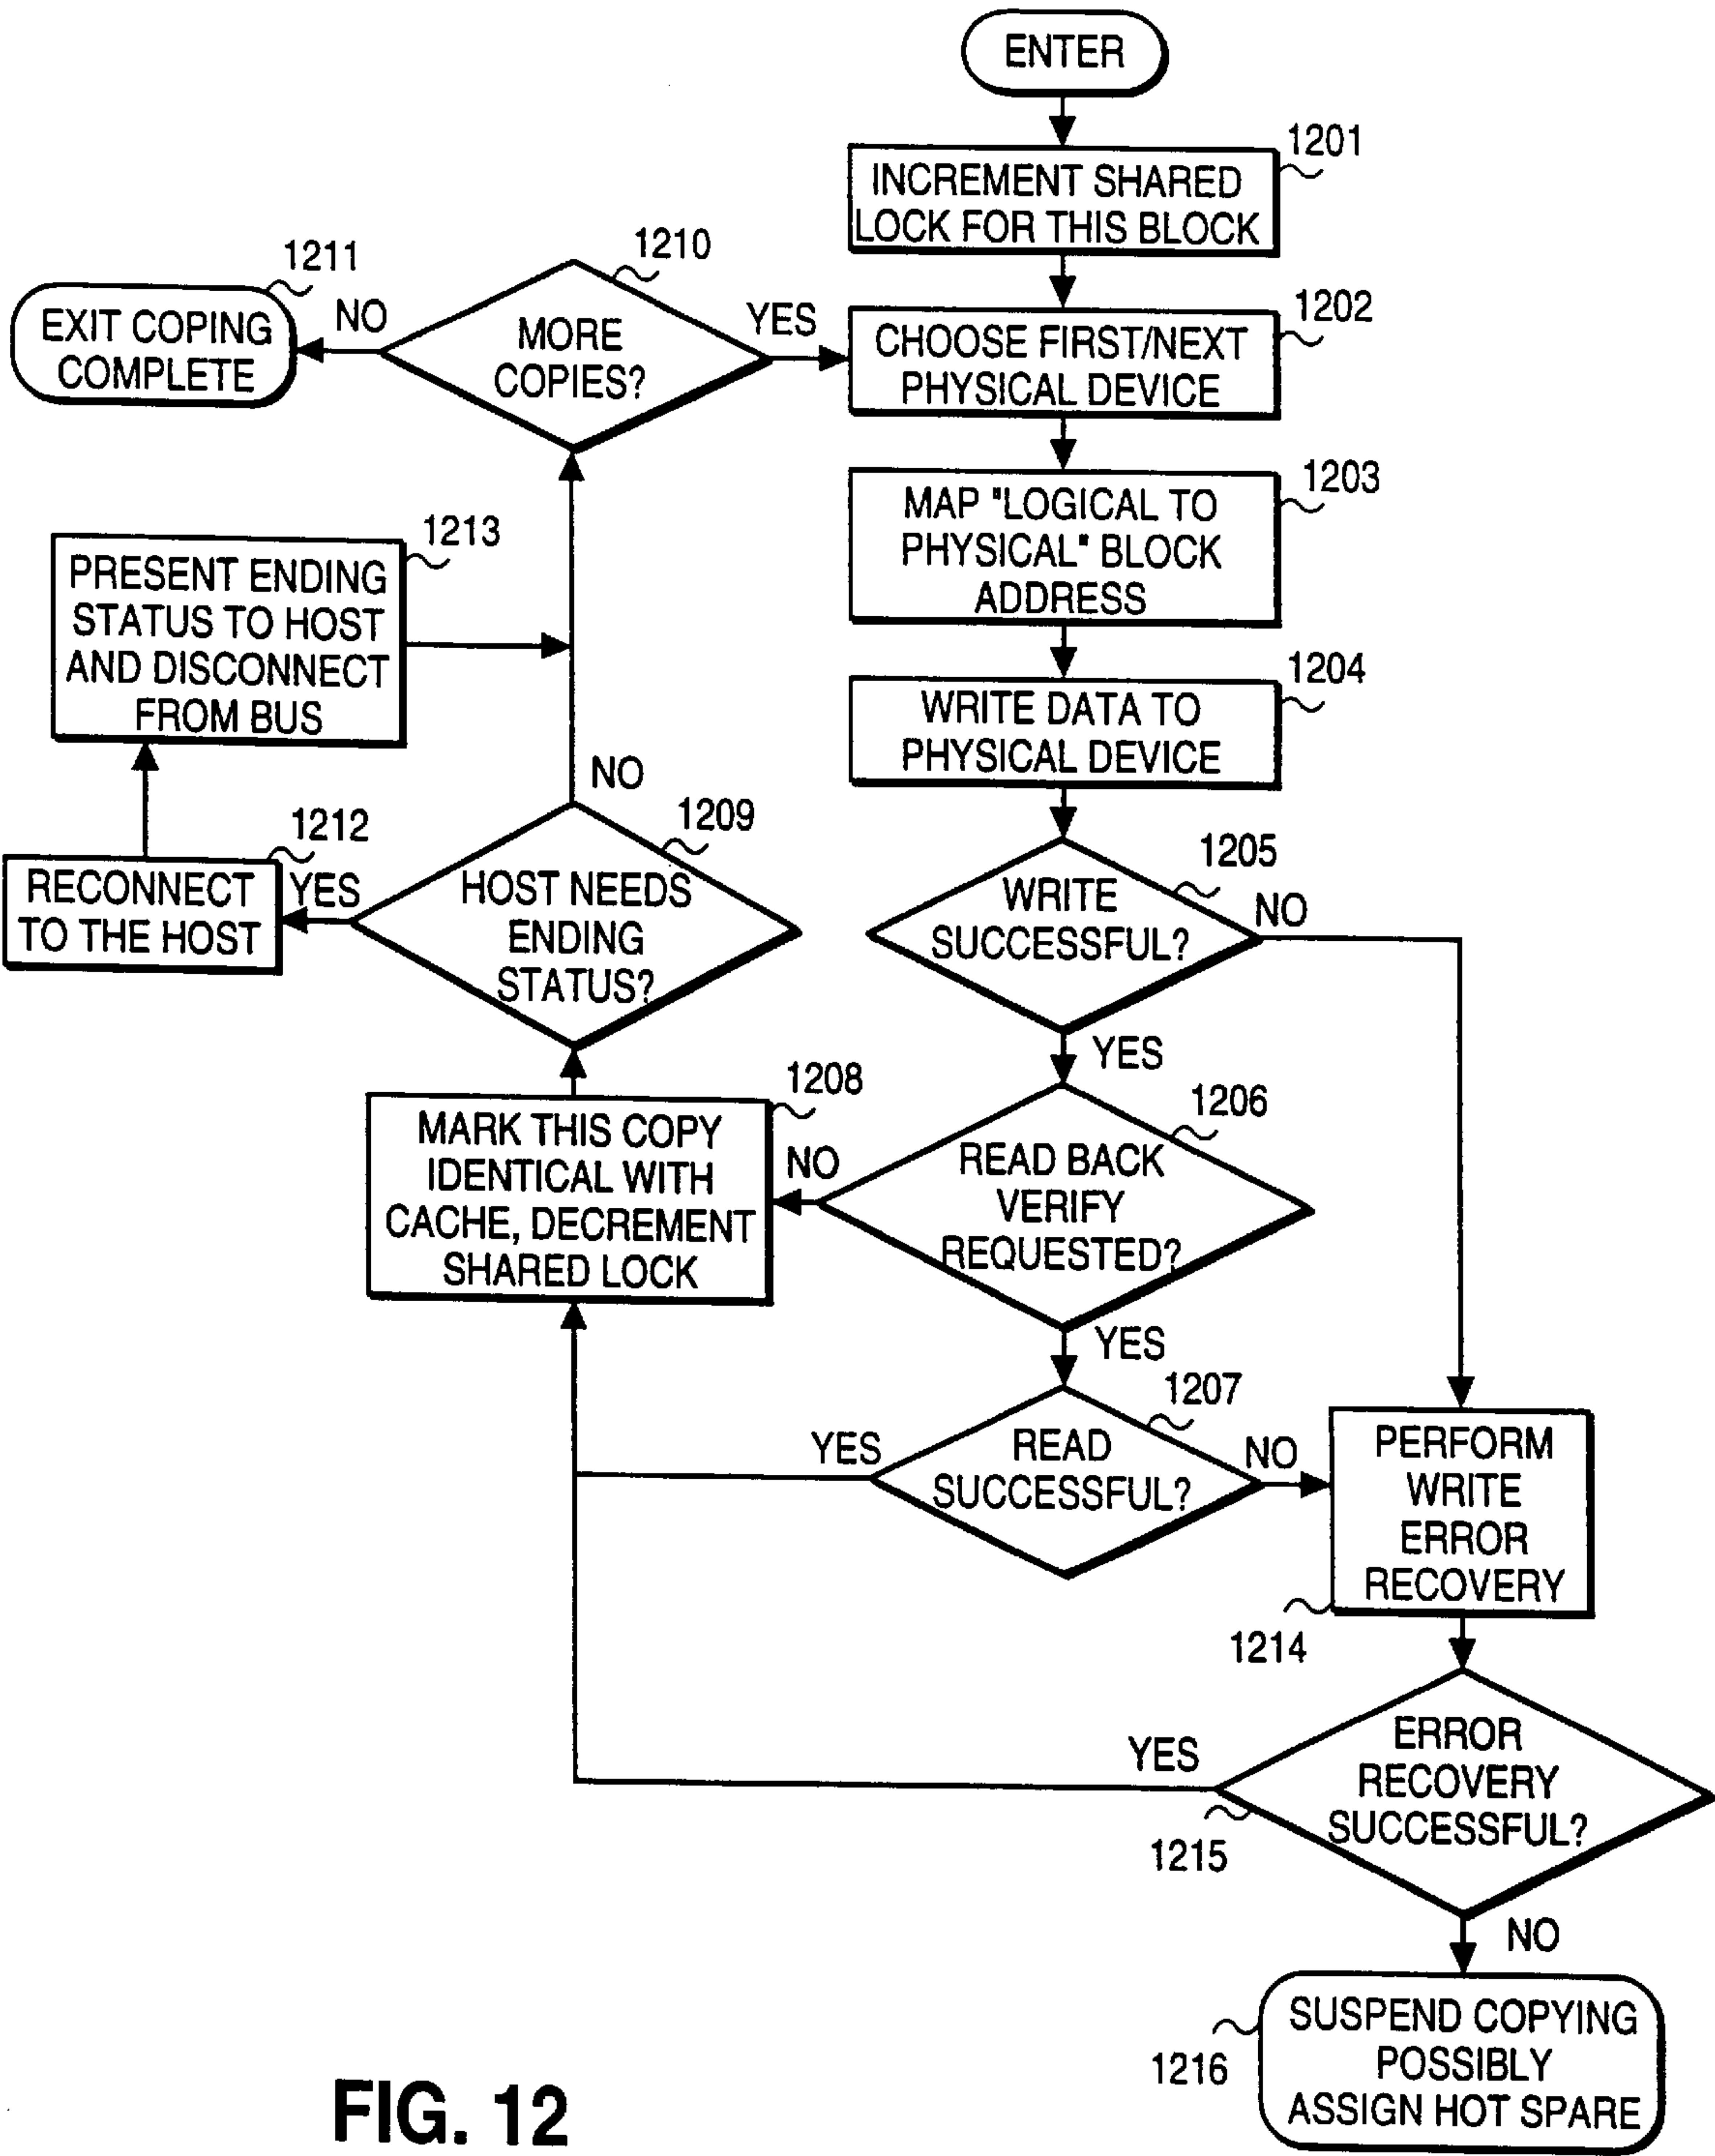 ENTER
1201
INCREMENT SHARED
LOCK FOR THIS BLOCK
1202
CHOOSE FIRST/NEXT
PHYSICAL DEVICE
1203
MAP "LOGICAL TO
PHYSICAL" BLOCK
ADDRESS
1204
WRITE DATA TO
PHYSICAL DEVICE
1205
WRITE
SUCCESSFUL?
NO
YES
1206
READ BACK
VERIFY
REQUESTED?
NO
YES
1207
READ
SUCCESSFUL?
YES
NO
1208
MARK THIS COPY
IDENTICAL WITH
CACHE, DECREMENT
SHARED LOCK
1209
HOST NEEDS
ENDING
STATUS?
YES
NO
1210
MORE
COPIES?
NO
YES
1211
EXIT COPING
COMPLETE
1212
RECONNECT
TO THE HOST
1213
PRESENT ENDING
STATUS TO HOST
AND DISCONNECT
FROM BUS
PERFORM
WRITE
ERROR
RECOVERY
1214
ERROR
RECOVERY
SUCCESSFUL?
1215
YES
NO
SUSPEND COPYING
POSSIBLY
ASSIGN HOT SPARE
1216
FIG. 12